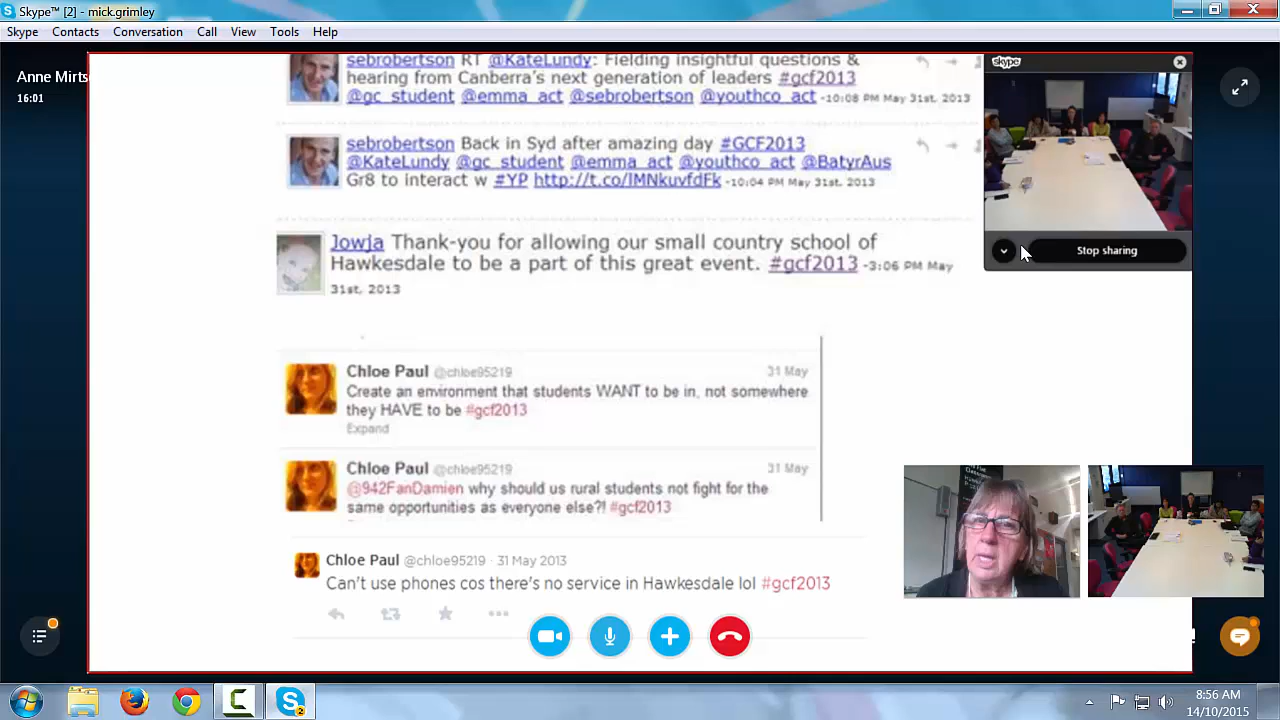 Skype™ [2] - mick.grimley
Skype Contacts Conversation Call View Tools Help
Anne Mirtsc
16:01
sebrobertson RT @KateLundy: Fielding insightful questions &
hearing from Canberra's next generation of leaders #gcf2013
@gc_student @emma_act @sebrobertson @youthco_act -10:08 PM May 31st, 2013
sebrobertson Back in Syd after amazing day #GCF2013
@KateLundy @gc_student @emma_act @youthco_act @BatyrAus
Gr8 to interact w #YP http://t.co/lMNkuvfdFk -10:04 PM May 31st, 2013
Jowja Thank-you for allowing our small country school of
Hawkesdale to be a part of this great event. #gcf2013 -3:06 PM May
31st, 2013
skype
Stop sharing
Chloe Paul @chloe95219 31 May
Create an environment that students WANT to be in, not somewhere
they HAVE to be #gcf2013
Expand
Chloe Paul @chloe95219 31 May
@942FanDamien why should us rural students not fight for the
same opportunities as everyone else?! #gcf2013
Chloe Paul @chloe95219 · 31 May 2013
Can't use phones cos there's no service in Hawkesdale lol #gcf2013
2
8:56 AM
14/10/2015